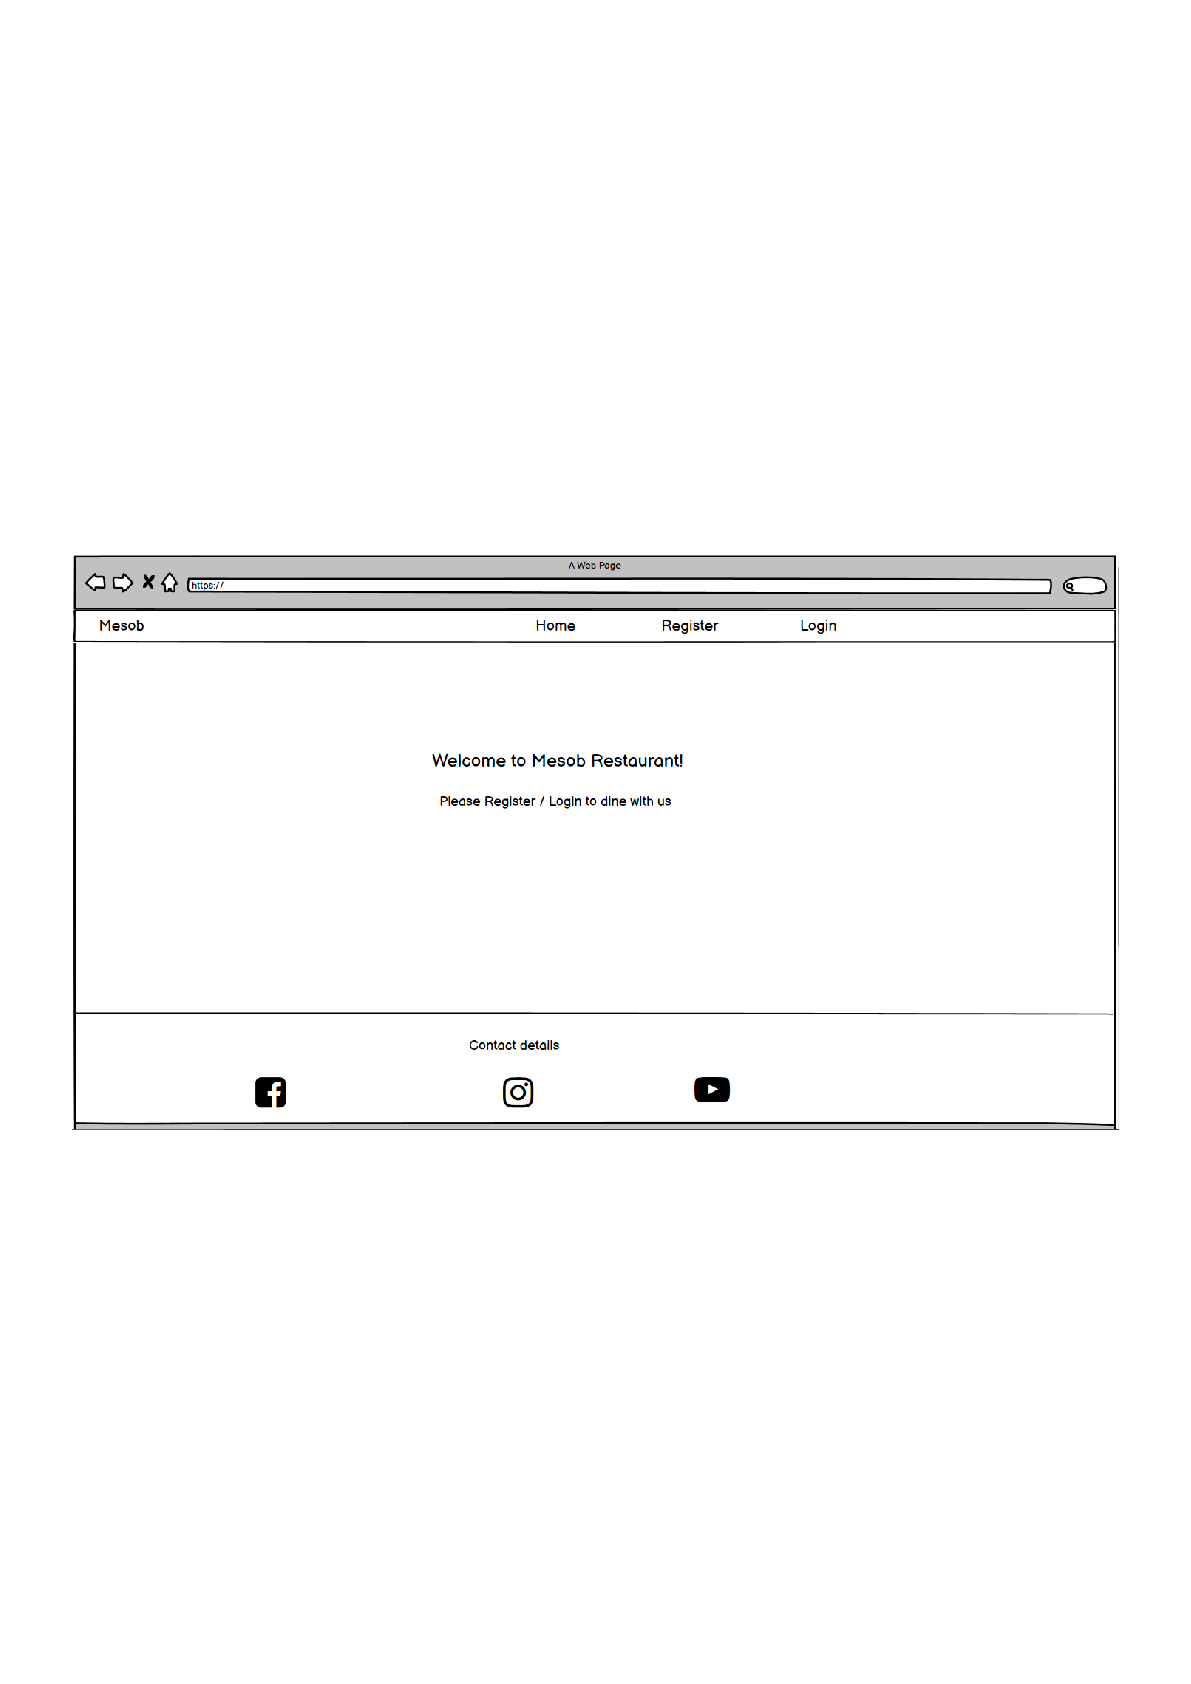 A Web Page
https://
Mesob Home Register Login
Welcome to Mesob Restaurant!
Please Register / Login to dine with us
Contact details